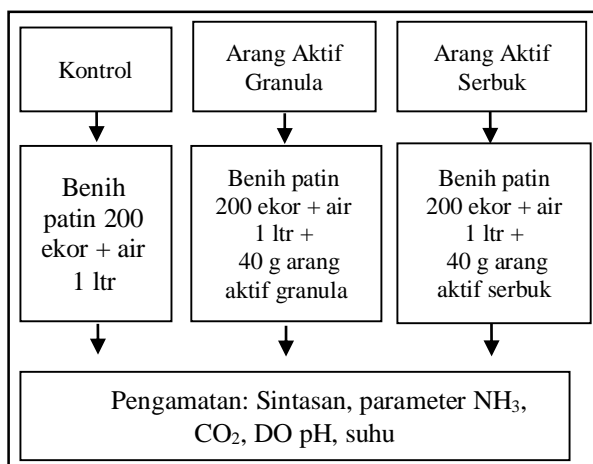 Kontrol
Arang Aktif
Granula
Arang Aktif
Serbuk
Benih
patin 200
ekor + air
1 ltr
Benih patin
200 ekor + air
1 ltr +
40 g arang
aktif granula
Benih patin
200 ekor + air
1 ltr +
40 g arang
aktif serbuk
Pengamatan: Sintasan, parameter NH₃,
CO₂, DO pH, suhu